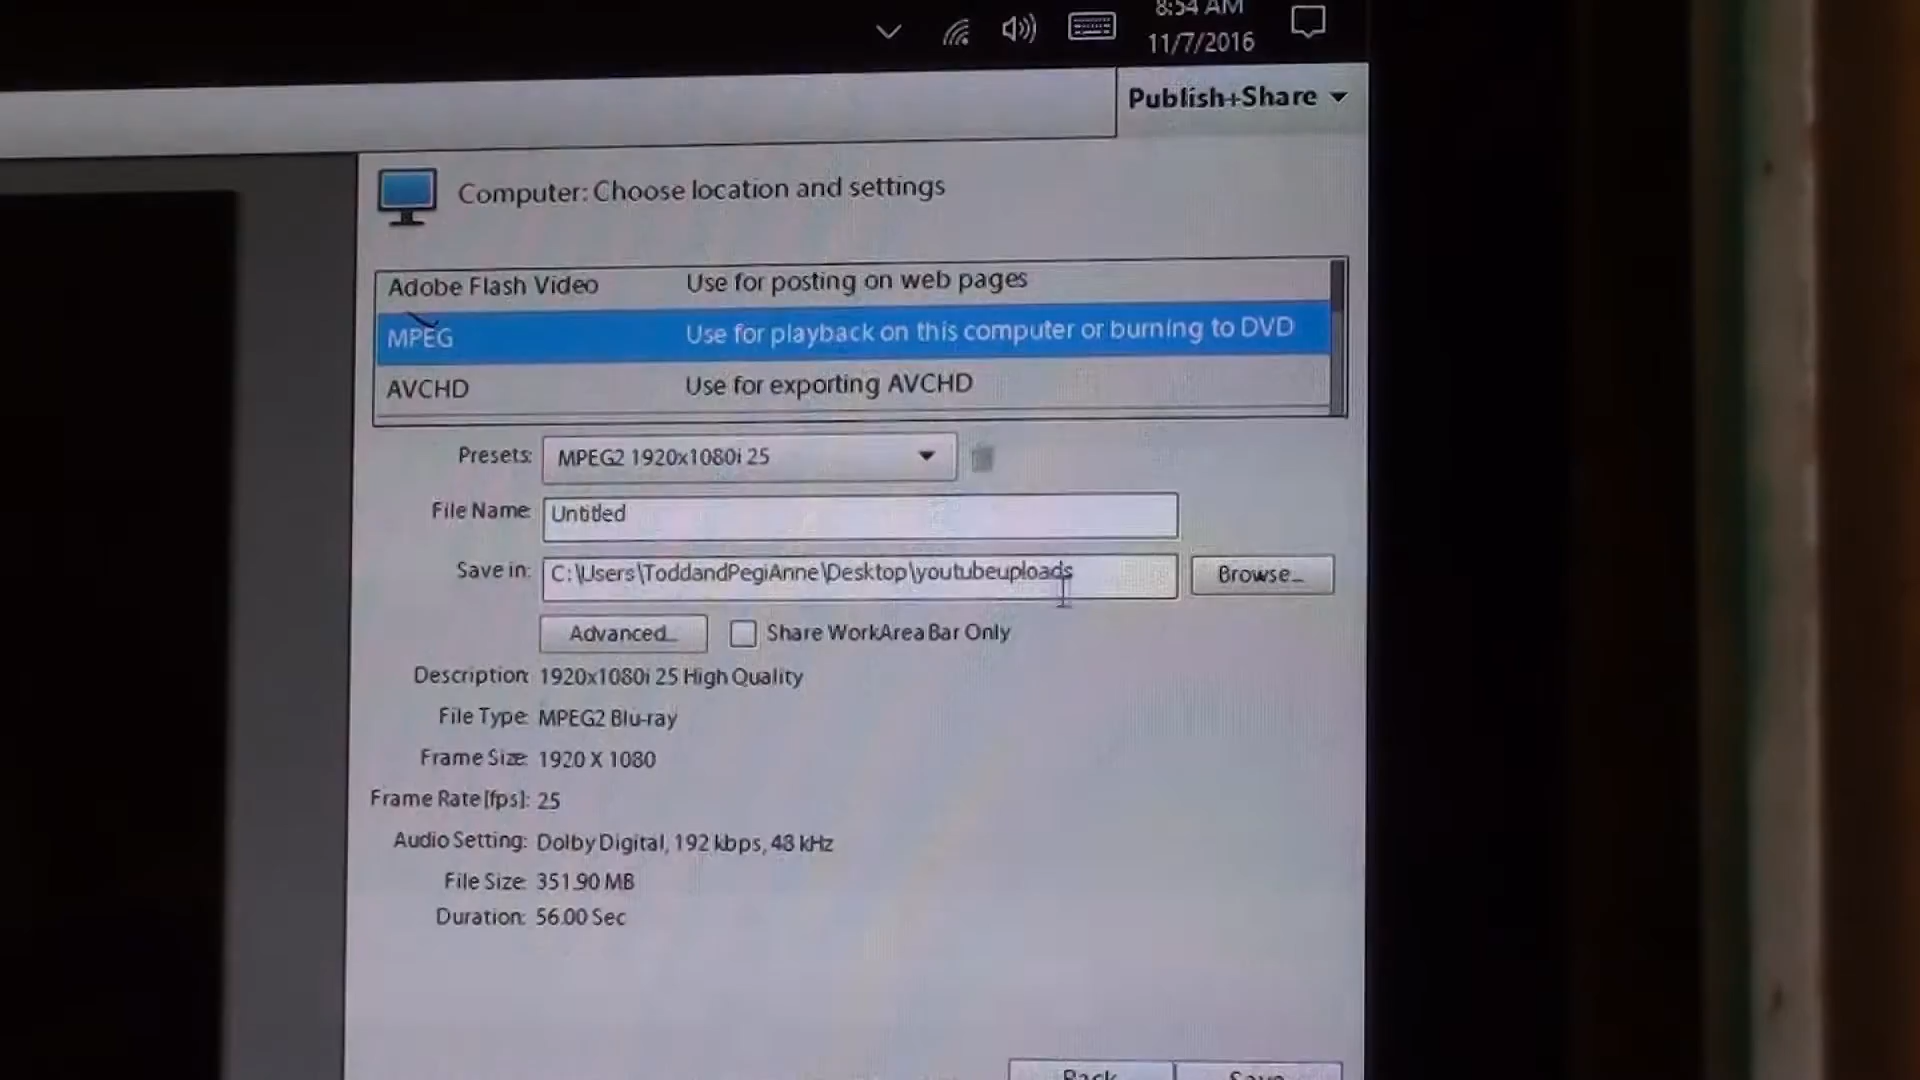 8:54 AM
11/7/2016
Publish+Share
Computer: Choose location and settings
Adobe Flash Video Use for posting on web pages
MPEG Use for playback on this computer or burning to DVD
AVCHD Use for exporting AVCHD
Presets: MPEG2 1920x1080i 25
File Name: Untitled
Save in: C:\Users\ToddandPegiAnne\Desktop\youtubeuploads Browse...
Advanced... Share WorkArea Bar Only
Description: 1920x1080i 25 High Quality
File Type: MPEG2 Blu-ray
Frame Size: 1920 X 1080
Frame Rate [fps]: 25
Audio Setting: Dolby Digital, 192 kbps, 48 kHz
File Size: 351.90 MB
Duration: 56.00 Sec
Back Save